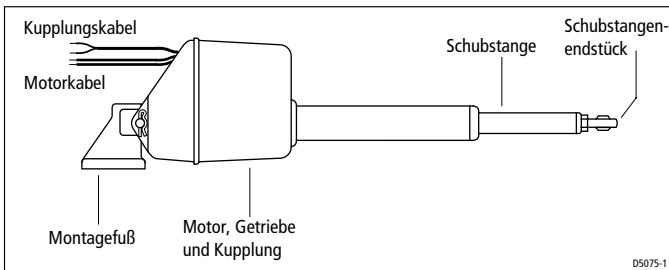 Kupplungskabel
Motorkabel
Schubstange
Schubstangen-
endstück
Montagefuß
Motor, Getriebe
und Kupplung
D5075-1